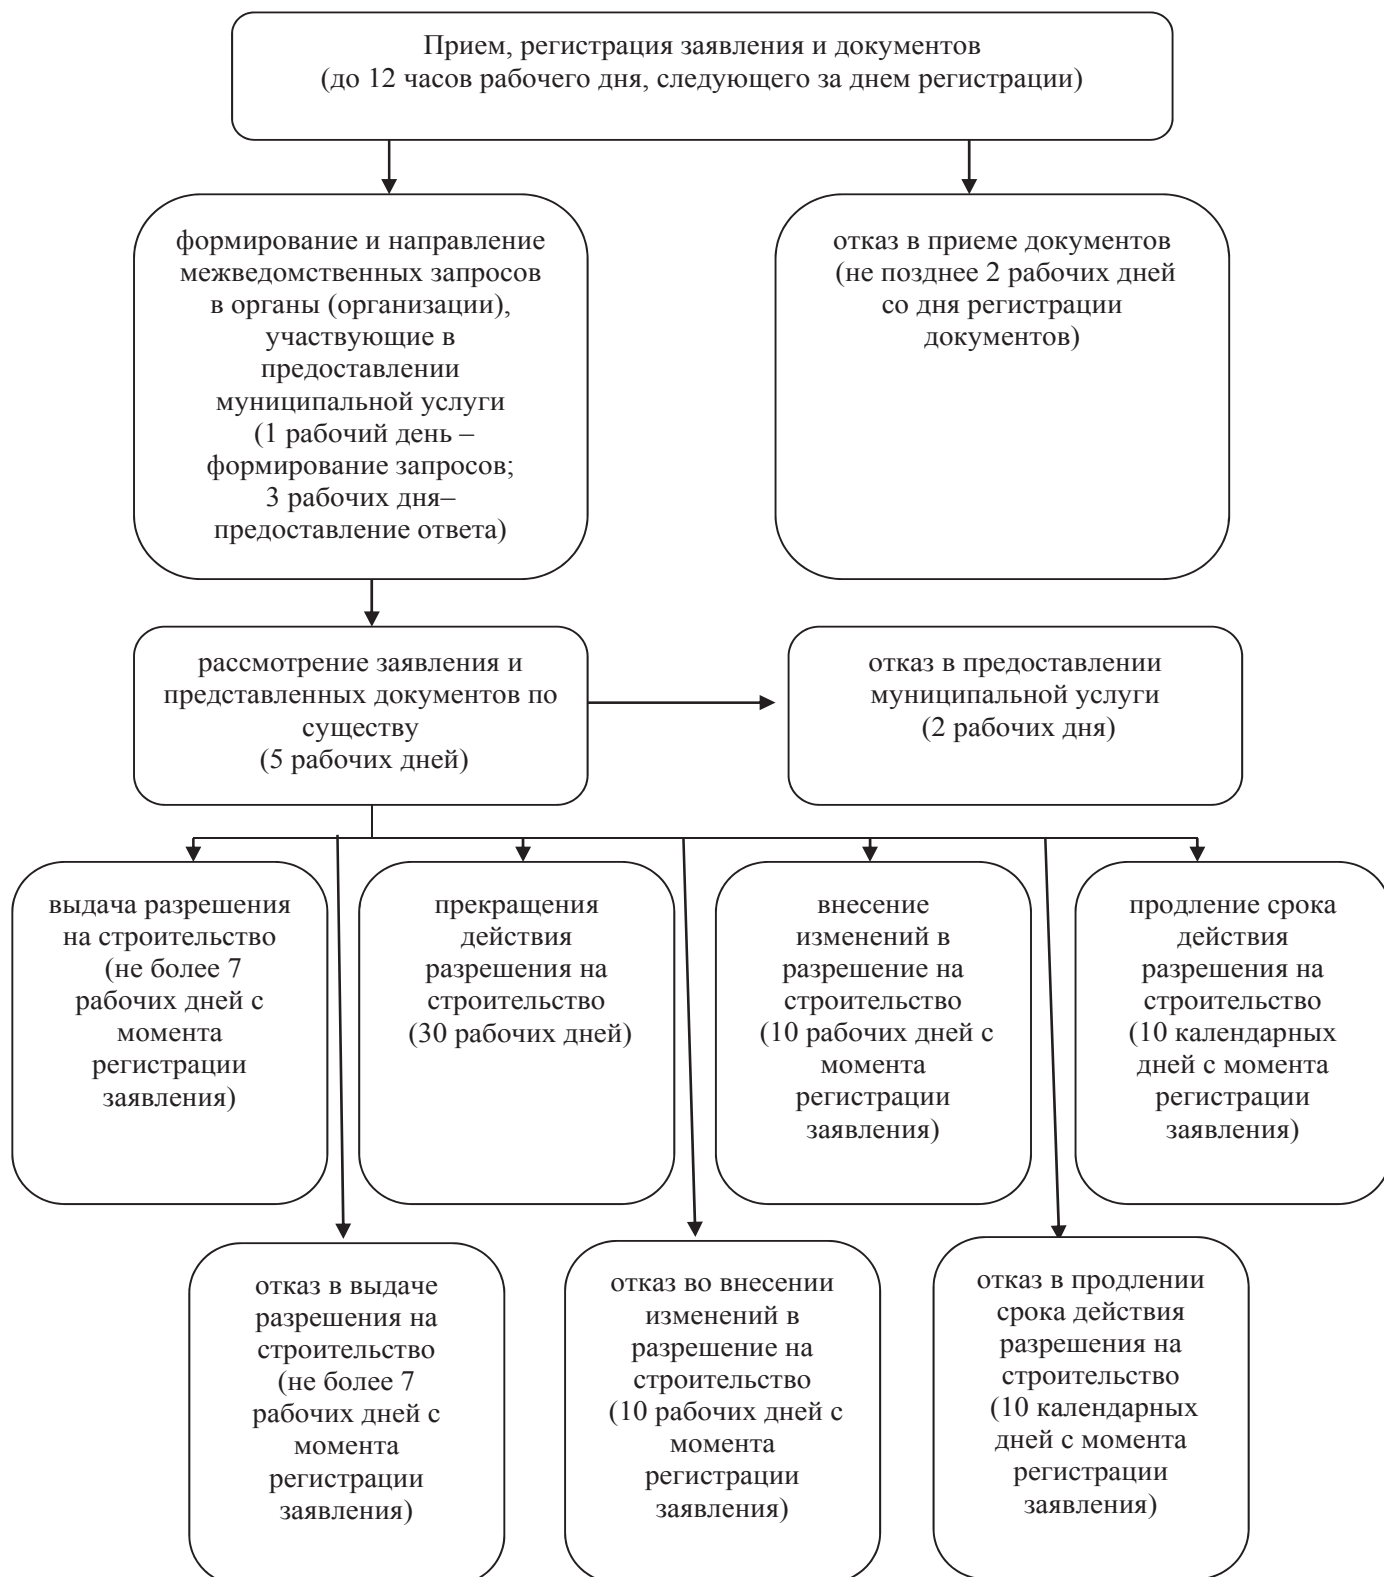 Прием, регистрация заявления и документов
(до 12 часов рабочего дня, следующего за днем регистрации)
формирование и направление
межведомственных запросов
в органы (организации),
участвующие в
предоставлении
муниципальной услуги
(1 рабочий день –
формирование запросов;
3 рабочих дня–
предоставление ответа)
отказ в приеме документов
(не позднее 2 рабочих дней
со дня регистрации
документов)
рассмотрение заявления и
представленных документов по
существу
(5 рабочих дней)
отказ в предоставлении
муниципальной услуги
(2 рабочих дня)
выдача разрешения
на строительство
(не более 7
рабочих дней с
момента
регистрации
заявления)
прекращения
действия
разрешения на
строительство
(30 рабочих дней)
внесение
изменений в
разрешение на
строительство
(10 рабочих дней с
момента
регистрации
заявления)
продление срока
действия
разрешения на
строительство
(10 календарных
дней с момента
регистрации
заявления)
отказ в выдаче
разрешения на
строительство
(не более 7
рабочих дней с
момента
регистрации
заявления)
отказ во внесении
изменений в
разрешение на
строительство
(10 рабочих дней с
момента
регистрации
заявления)
отказ в продлении
срока действия
разрешения на
строительство
(10 календарных
дней с момента
регистрации
заявления)